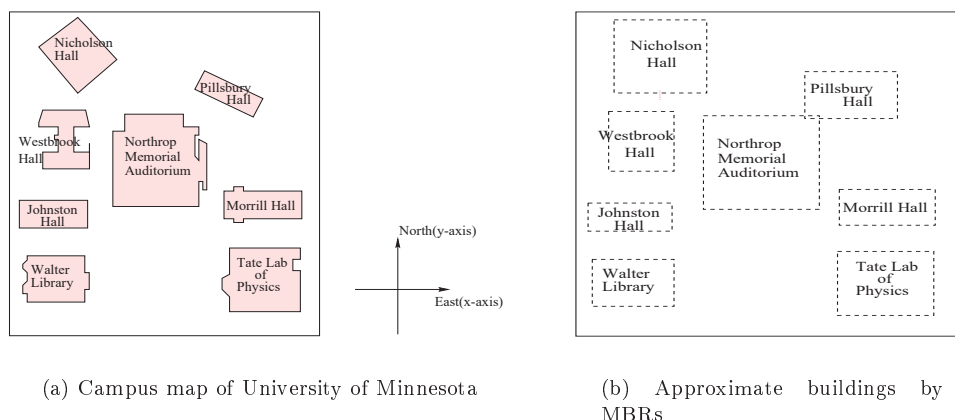 Nicholson
Hall
Pillsbury
Hall
Westbrook
Hall
Northrop
Memorial
Auditorium
Johnston
Hall
Morrill Hall
Walter
Library
Tate Lab
of
Physics
North(y-axis)
East(x-axis)
(a) Campus map of University of Minnesota
Nicholson
Hall
Pillsbury
Hall
Westbrook
Hall
Northrop
Memorial
Auditorium
Johnston
Hall
Morrill Hall
Walter
Library
Tate Lab
of
Physics
(b) Approximate buildings by
MBRs